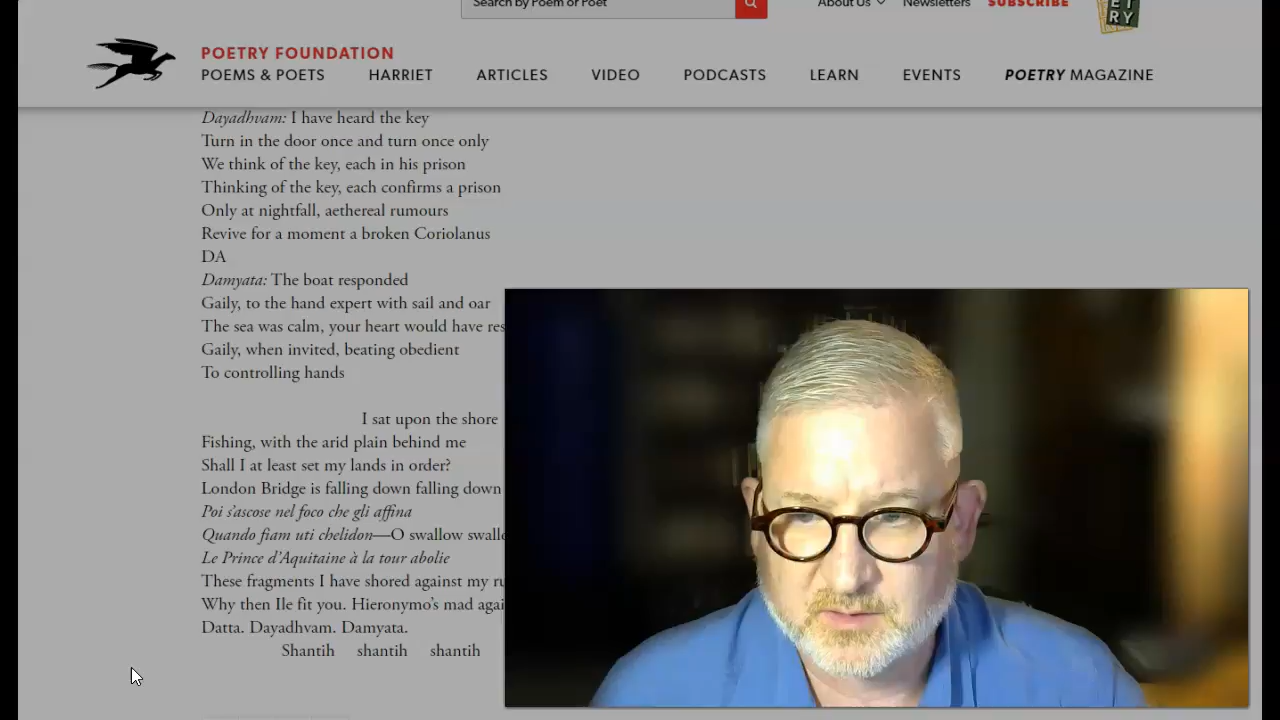 Search by Poem or Poet
About Us
Newsletters
SUBSCRIBE
ET
RY
POETRY FOUNDATION
POEMS & POETS
HARRIET
ARTICLES
VIDEO
PODCASTS
LEARN
EVENTS
POETRY MAGAZINE
Dayadhvam: I have heard the key
Turn in the door once and turn once only
We think of the key, each in his prison
Thinking of the key, each confirms a prison
Only at nightfall, aethereal rumours
Revive for a moment a broken Coriolanus
DA
Damyata: The boat responded
Gaily, to the hand expert with sail and oar
The sea was calm, your heart would have res
Gaily, when invited, beating obedient
To controlling hands
I sat upon the shore
Fishing, with the arid plain behind me
Shall I at least set my lands in order?
London Bridge is falling down falling down
Poi s’ascose nel foco che gli affina
Quando fiam uti chelidon—O swallow swallo
Le Prince d’Aquitaine à la tour abolie
These fragments I have shored against my ru
Why then Ile fit you. Hieronymo’s mad agai
Datta. Dayadhvam. Damyata.
Shantih shantih shantih